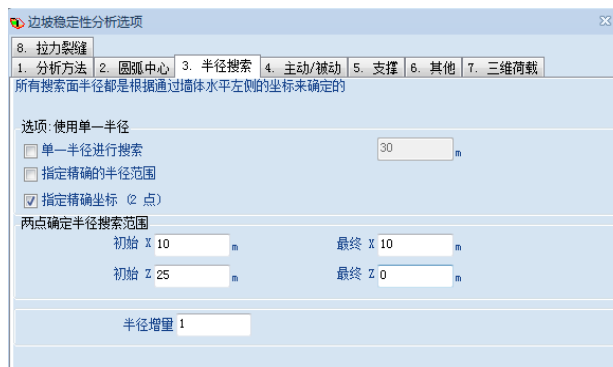 边坡稳定性分析选项
8. 拉力裂缝
1. 分析方法 2. 圆弧中心 3. 半径搜索 4. 主动/被动 5. 支撑 6. 其他 7. 三维荷载
所有搜索面半径都是根据通过墙体水平左侧的坐标来确定的
选项:使用单一半径
单一半径进行搜索 30 m
指定精确的半径范围
指定精确坐标 (2 点)
两点确定半径搜索范围
初始 X 10 m 最终 X 10 m
初始 Z 25 m 最终 Z 0 m
半径增量 1